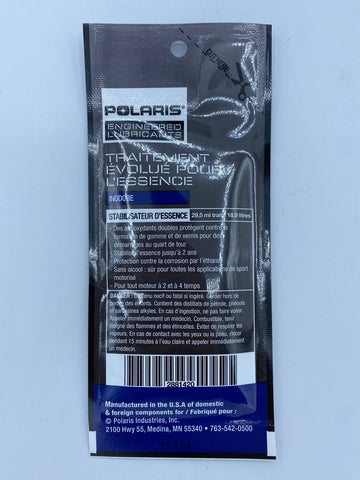 CUT HERE
POLARIS®
ENGINEERED
LUBRICANTS
TRAITEMENT
ÉVOLUÉ POUR
L'ESSENCE
INODORE
STABILISATEUR D'ESSENCE 29,5 ml trait 18,9 litres
• Des antioxydants doubles protègent contre la
formation de gomme et de vernis pour des
démarrages au quart de tour
• Stabilise essence jusqu'à 2 ans
• Protection contre la corrosion par l'éthanol
• Sans alcool : sûr pour toutes les applications de sport
motorisé
• Pour tout moteur à 2 et à 4 temps
DANGER : Contenu nocif ou fatal si ingéré. Garder hors de
portée des enfants. Contient des distillats de pétrole, phénols
et sarsasines alkyles. En cas d'ingestion, ne pas faire vomir.
Appeler immédiatement un médecin. Combustible, tenir
éloigné des flammes et des étincelles. Éviter de respirer les
vapeurs. En cas de contact avec les yeux ou la peau, rincer
pendant 15 minutes à l'eau claire et appeler immédiatement
un médecin.
2881420
Manufactured in the U.S.A of domestic
& foreign components for / Fabriqué pour :
© Polaris Industries, Inc.
2100 Hwy 55, Medina, MN 55340 • 763-542-0500